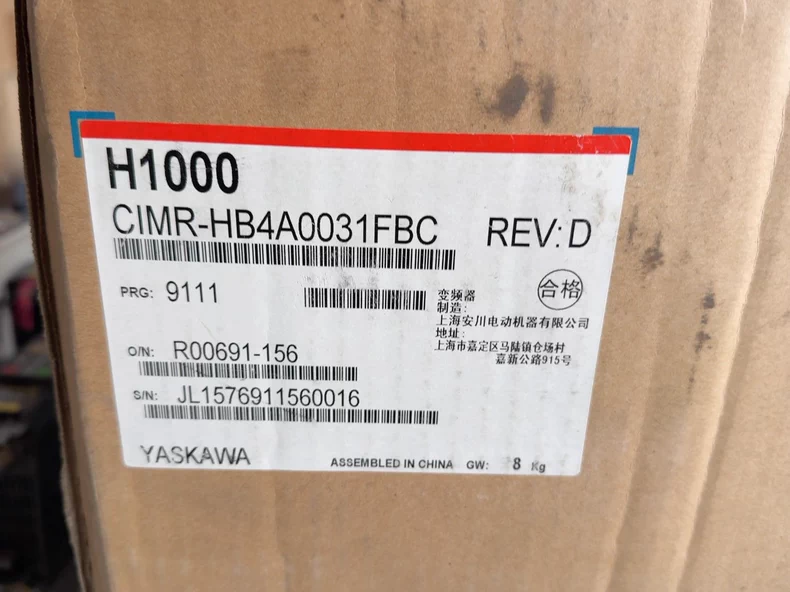 H1000
CIMR-HB4A0031FBC REV: D
PRG: 9111
变频器
合格
制造:
上海安川电动机器有限公司
地址:
上海市嘉定区马陆镇仓场村
嘉新公路915号
O/N: R00691-156
S/N: JL1576911560016
YASKAWA
ASSEMBLED IN CHINA GW: 8 Kg